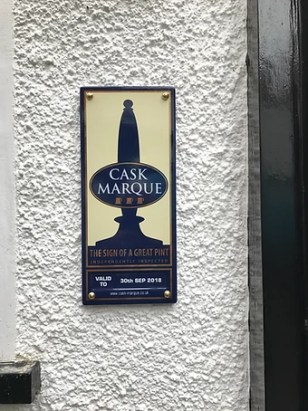 CASK
MARQUE
THE SIGN OF A GREAT PINT
INDEPENDENTLY INSPECTED
VALID TO 30th SEP 2018
www.cask-marque.co.uk